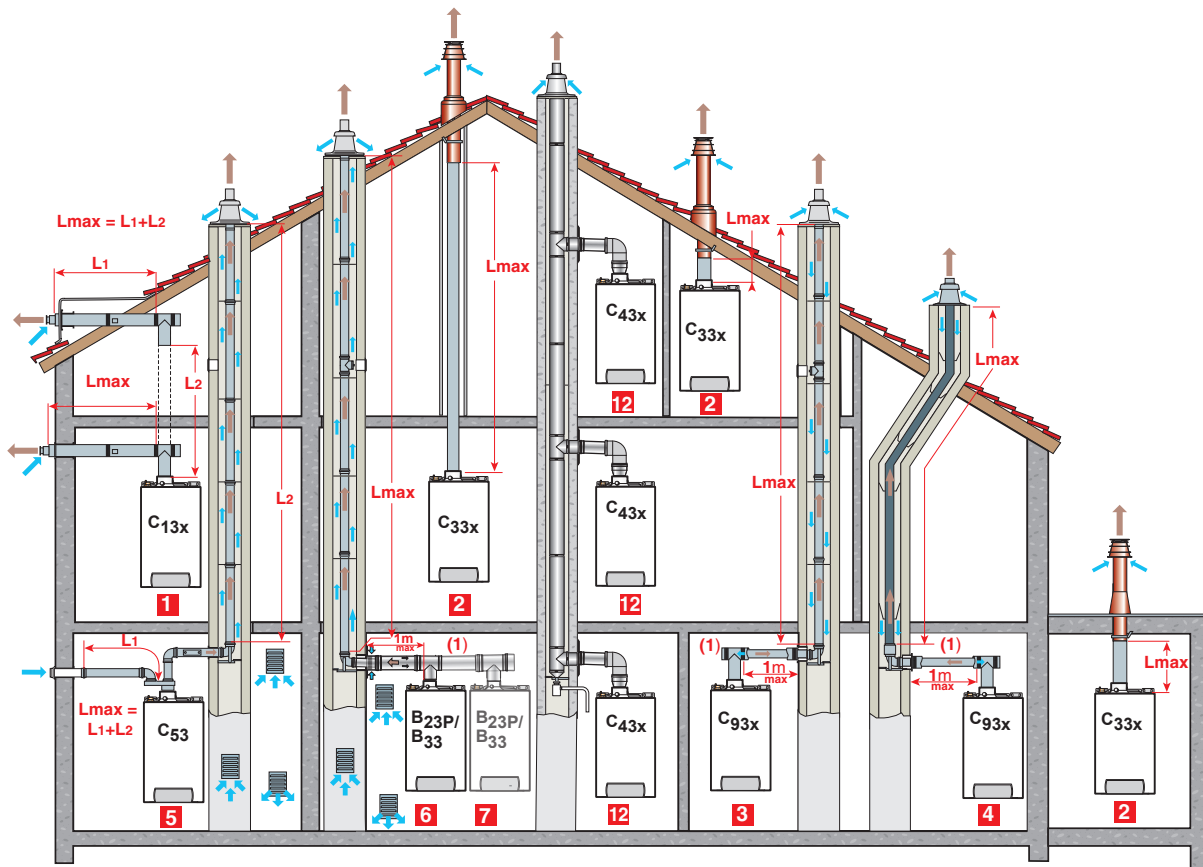 Lmax = L1+L2
L1
Lmax
L2
C13x
1
L1
Lmax =
L1+L2
C53
5
L2
Lmax
1m
max
(1)
B23P/
B33
6
B23P/
B33
7
Lmax
C33x
2
C43x
12
C43x
12
C43x
12
Lmax
C33x
2
Lmax
(1)
1m
max
C93x
3
Lmax
(1)
1m
max
C93x
4
Lmax
C33x
2